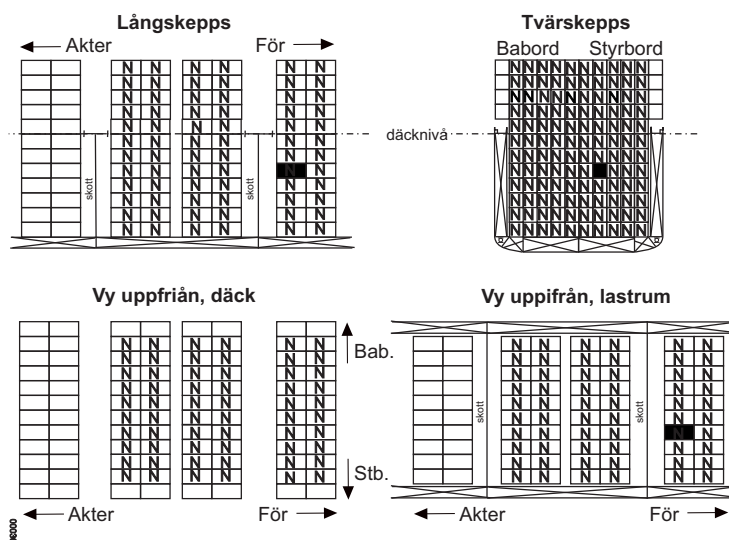 Långskepps
Akter
För
skott
skott
Tvärskepps
Babord
Styrbord
däcknivå
Vy uppfriån, däck
Bab.
Stb.
Akter
För
Vy uppifrån, lastrum
skott
skott
Akter
För